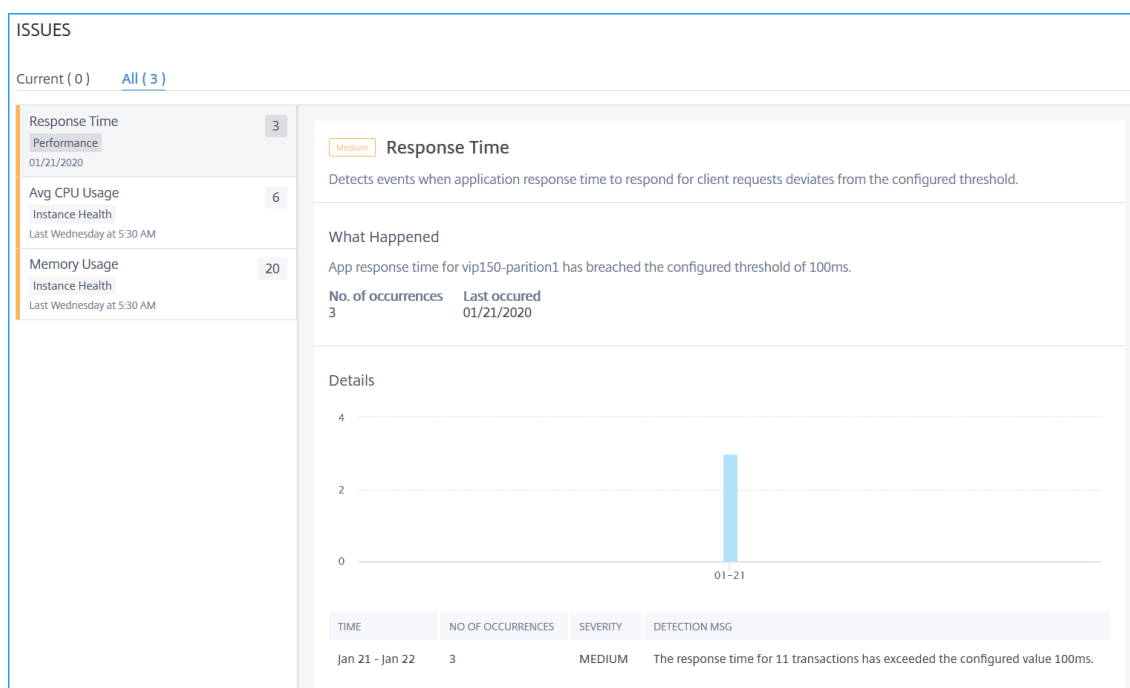 ISSUES
Current ( 0 ) All ( 3 )
Response Time 3
Performance
01/21/2020
Avg CPU Usage 6
Instance Health
Last Wednesday at 5:30 AM
Memory Usage 20
Instance Health
Last Wednesday at 5:30 AM
Medium Response Time
Detects events when application response time to respond for client requests deviates from the configured threshold.
What Happened
App response time for vip150-parition1 has breached the configured threshold of 100ms.
No. of occurrences Last occured
3 01/21/2020
Details
4
2
0
01-21
TIME NO OF OCCURRENCES SEVERITY DETECTION MSG
Jan 21 - Jan 22 3 MEDIUM The response time for 11 transactions has exceeded the configured value 100ms.